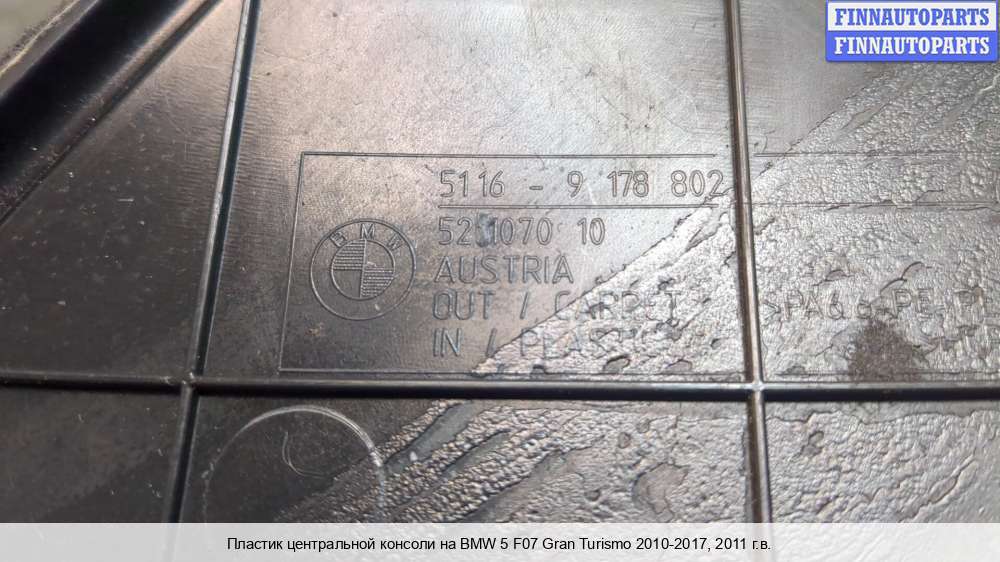 FINNAUTOPARTS
FINNAUTOPARTS
5116 - 9 178 802
BMW
10
AUSTRIA
OUT / CARPET
IN / PLASTIC
Пластик центральной консоли на BMW 5 F07 Gran Turismo 2010-2017, 2011 г.в.